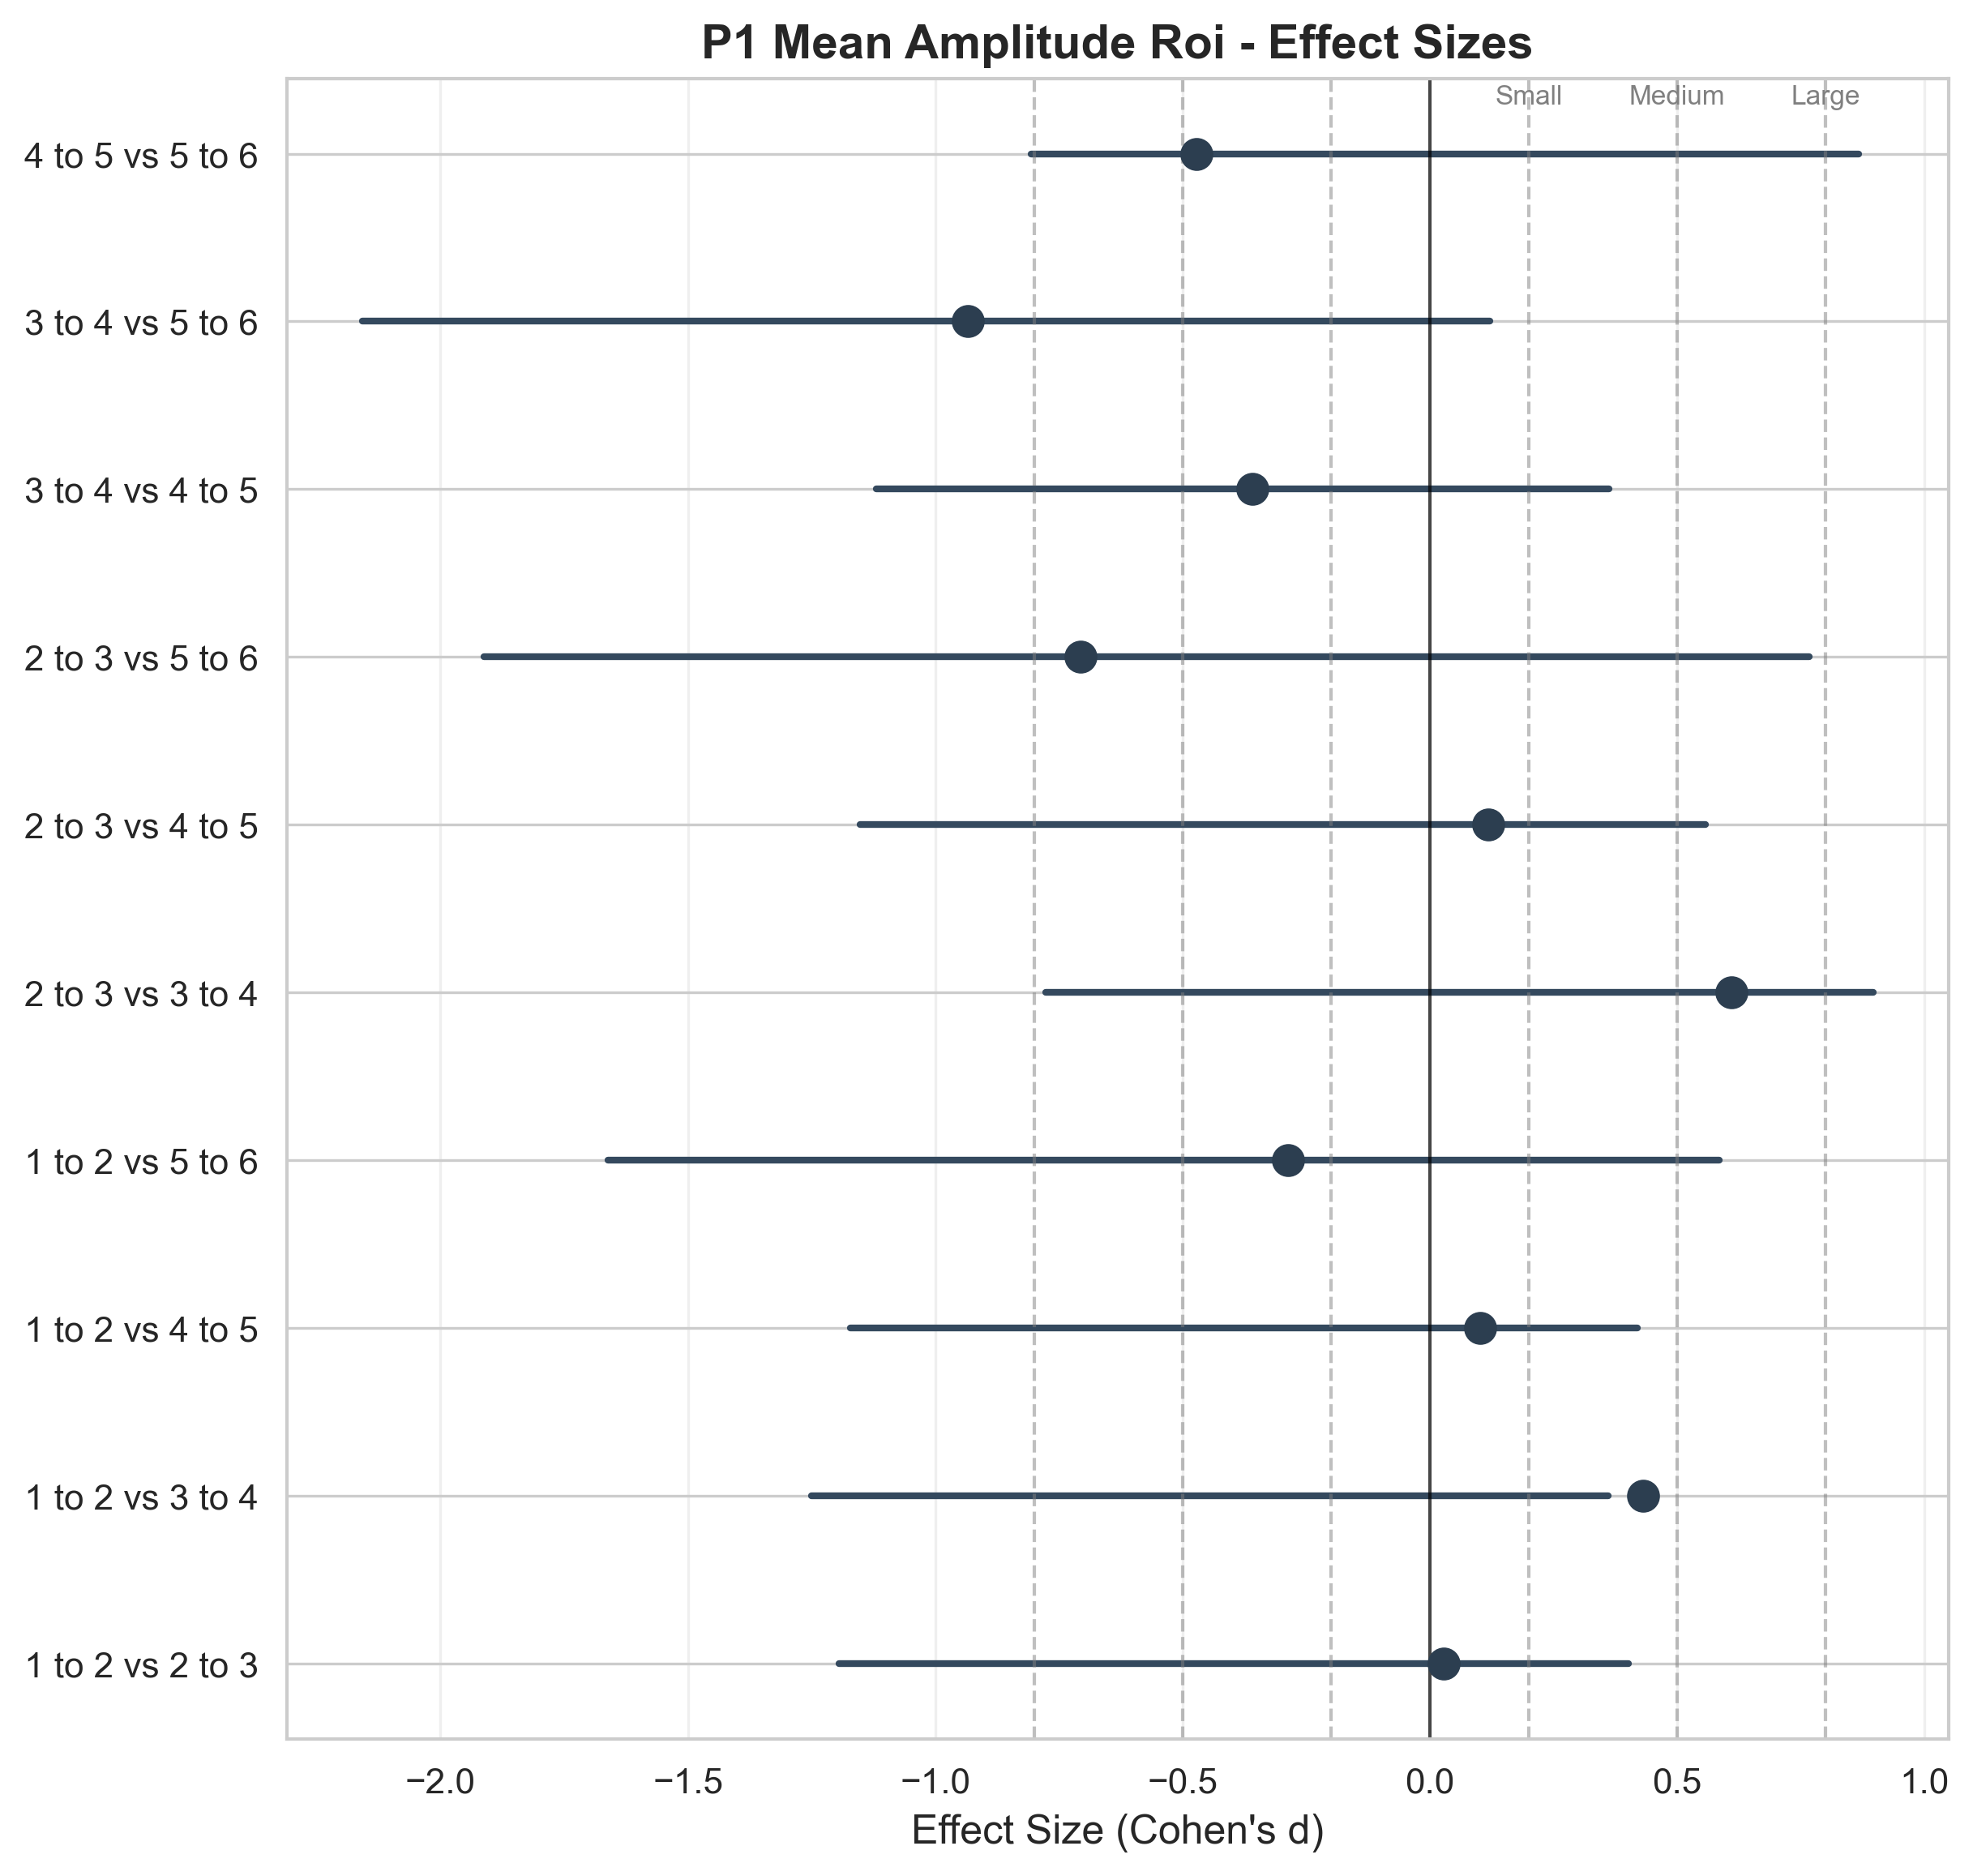 P1 Mean Amplitude Roi - Effect Sizes
Small Medium Large
4 to 5 vs 5 to 6
3 to 4 vs 5 to 6
3 to 4 vs 4 to 5
2 to 3 vs 5 to 6
2 to 3 vs 4 to 5
2 to 3 vs 3 to 4
1 to 2 vs 5 to 6
1 to 2 vs 4 to 5
1 to 2 vs 3 to 4
1 to 2 vs 2 to 3
−2.0 −1.5 −1.0 −0.5 0.0 0.5 1.0
Effect Size (Cohen's d)